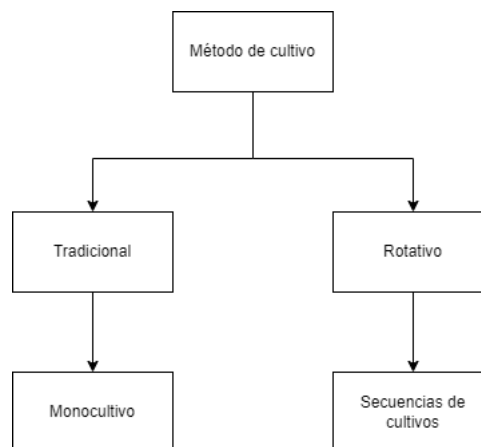 Método de cultivo
Tradicional
Rotativo
Monocultivo
Secuencias de
cultivos